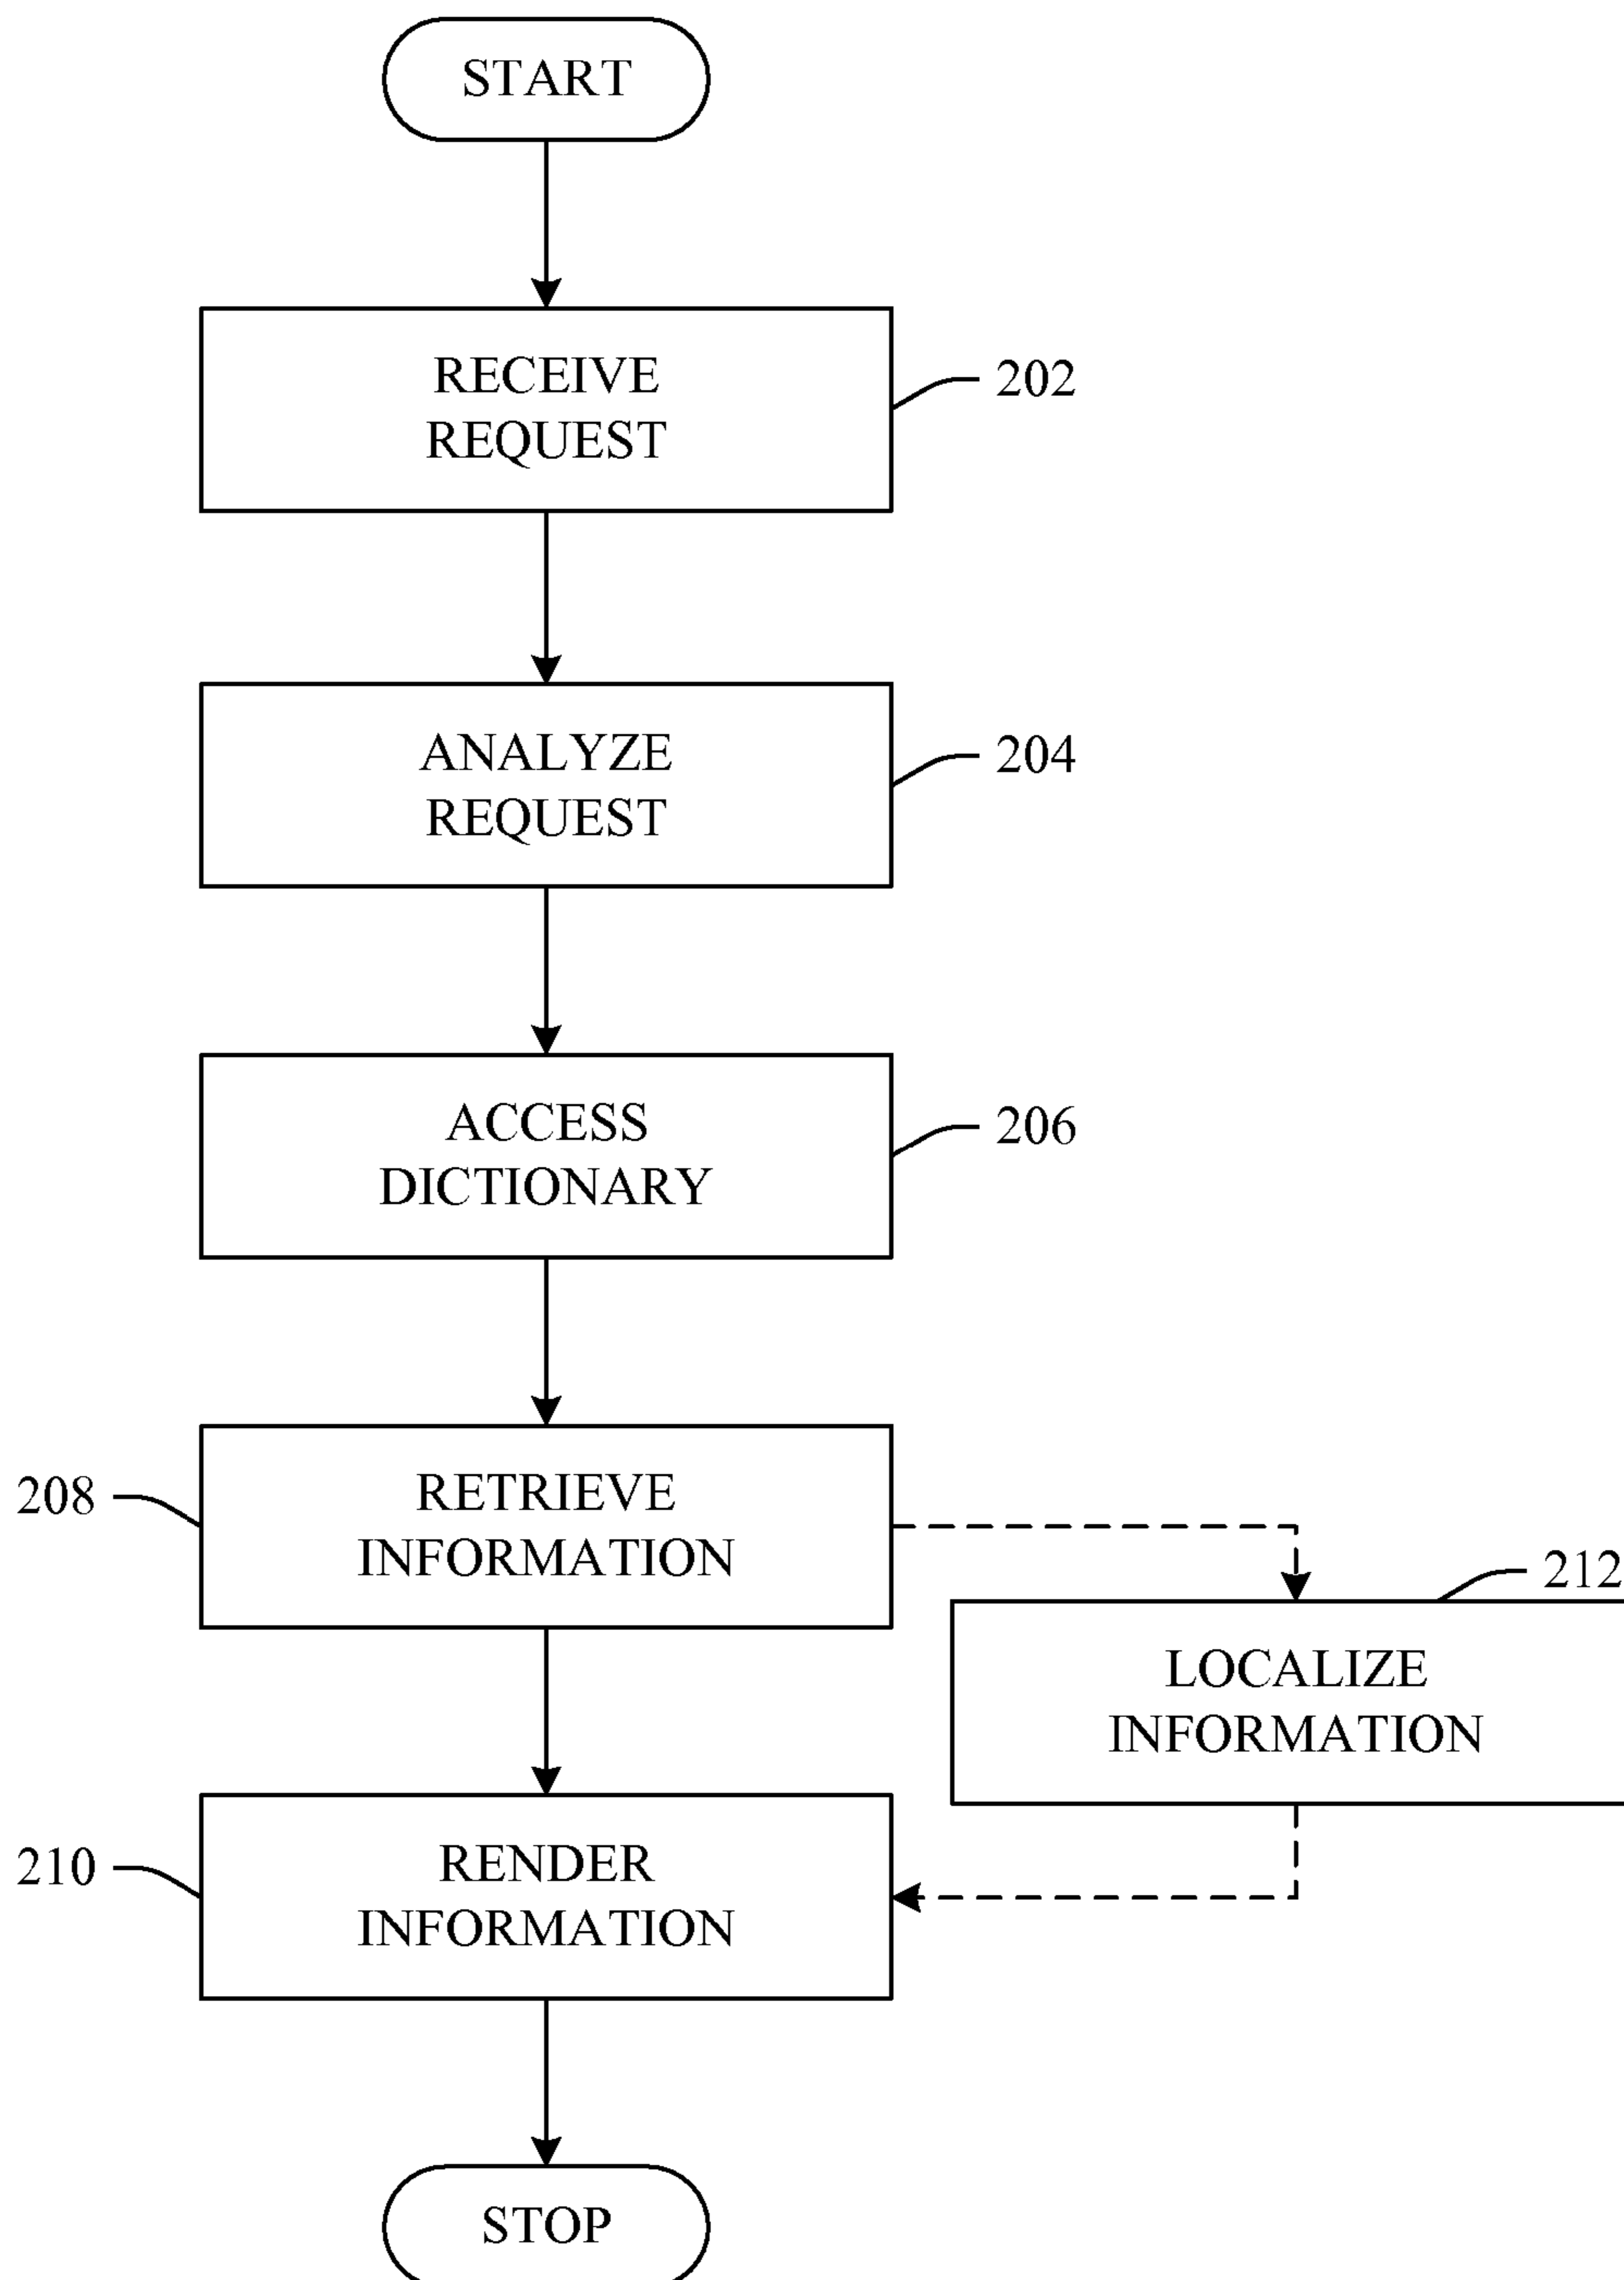 START
RECEIVE
REQUEST
202
ANALYZE
REQUEST
204
ACCESS
DICTIONARY
206
208
RETRIEVE
INFORMATION
212
LOCALIZE
INFORMATION
210
RENDER
INFORMATION
STOP